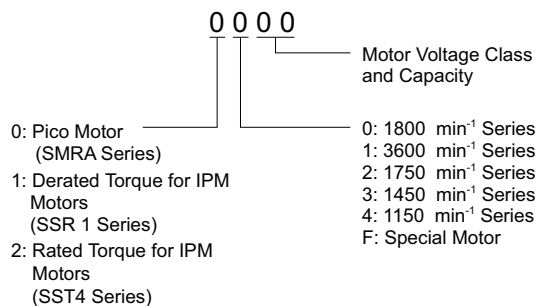 0 0 0 0
Motor Voltage Class
and Capacity
0: Pico Motor
(SMRA Series)
1: Derated Torque for IPM
Motors
(SSR 1 Series)
2: Rated Torque for IPM
Motors
(SST4 Series)
0: 1800 min-1 Series
1: 3600 min-1 Series
2: 1750 min-1 Series
3: 1450 min-1 Series
4: 1150 min-1 Series
F: Special Motor